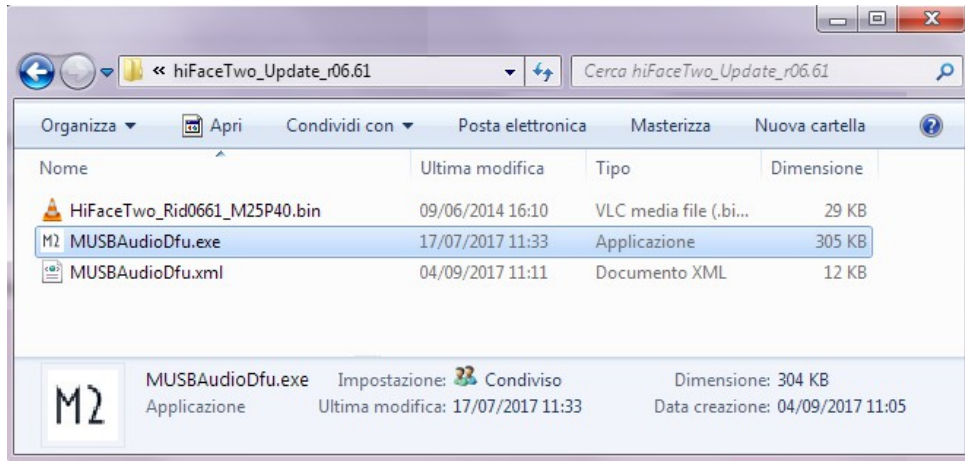 « hiFaceTwo_Update_r06.61 Cerca hiFaceTwo_Update_r06.61
Organizza Apri Condividi con Posta elettronica Masterizza Nuova cartella
Nome Ultima modifica Tipo Dimensione
HiFaceTwo_Rid0661_M25P40.bin 09/06/2014 16:10 VLC media file (.bi... 29 KB
M2 MUSBAudioDfu.exe 17/07/2017 11:33 Applicazione 305 KB
MUSBAudioDfu.xml 04/09/2017 11:11 Documento XML 12 KB
M2 MUSBAudioDfu.exe Impostazione: Condiviso Dimensione: 304 KB
Applicazione Ultima modifica: 17/07/2017 11:33 Data creazione: 04/09/2017 11:05